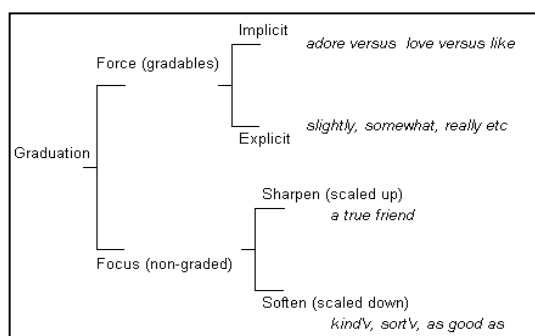 Implicit
adore versus love versus like
Force (gradables)
slightly, somewhat, really etc
Explicit
Graduation
Sharpen (scaled up)
a true friend
Focus (non-graded)
Soften (scaled down)
kind'v, sort'v, as good as